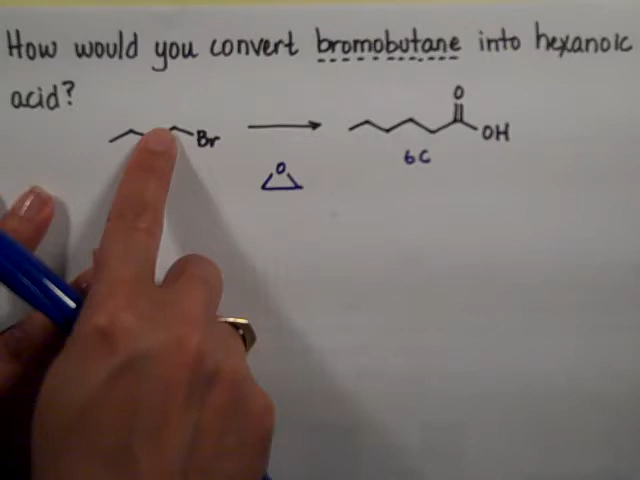 How would you convert bromobutane into hexanoic
acid?
O
Br
OH
O
6C